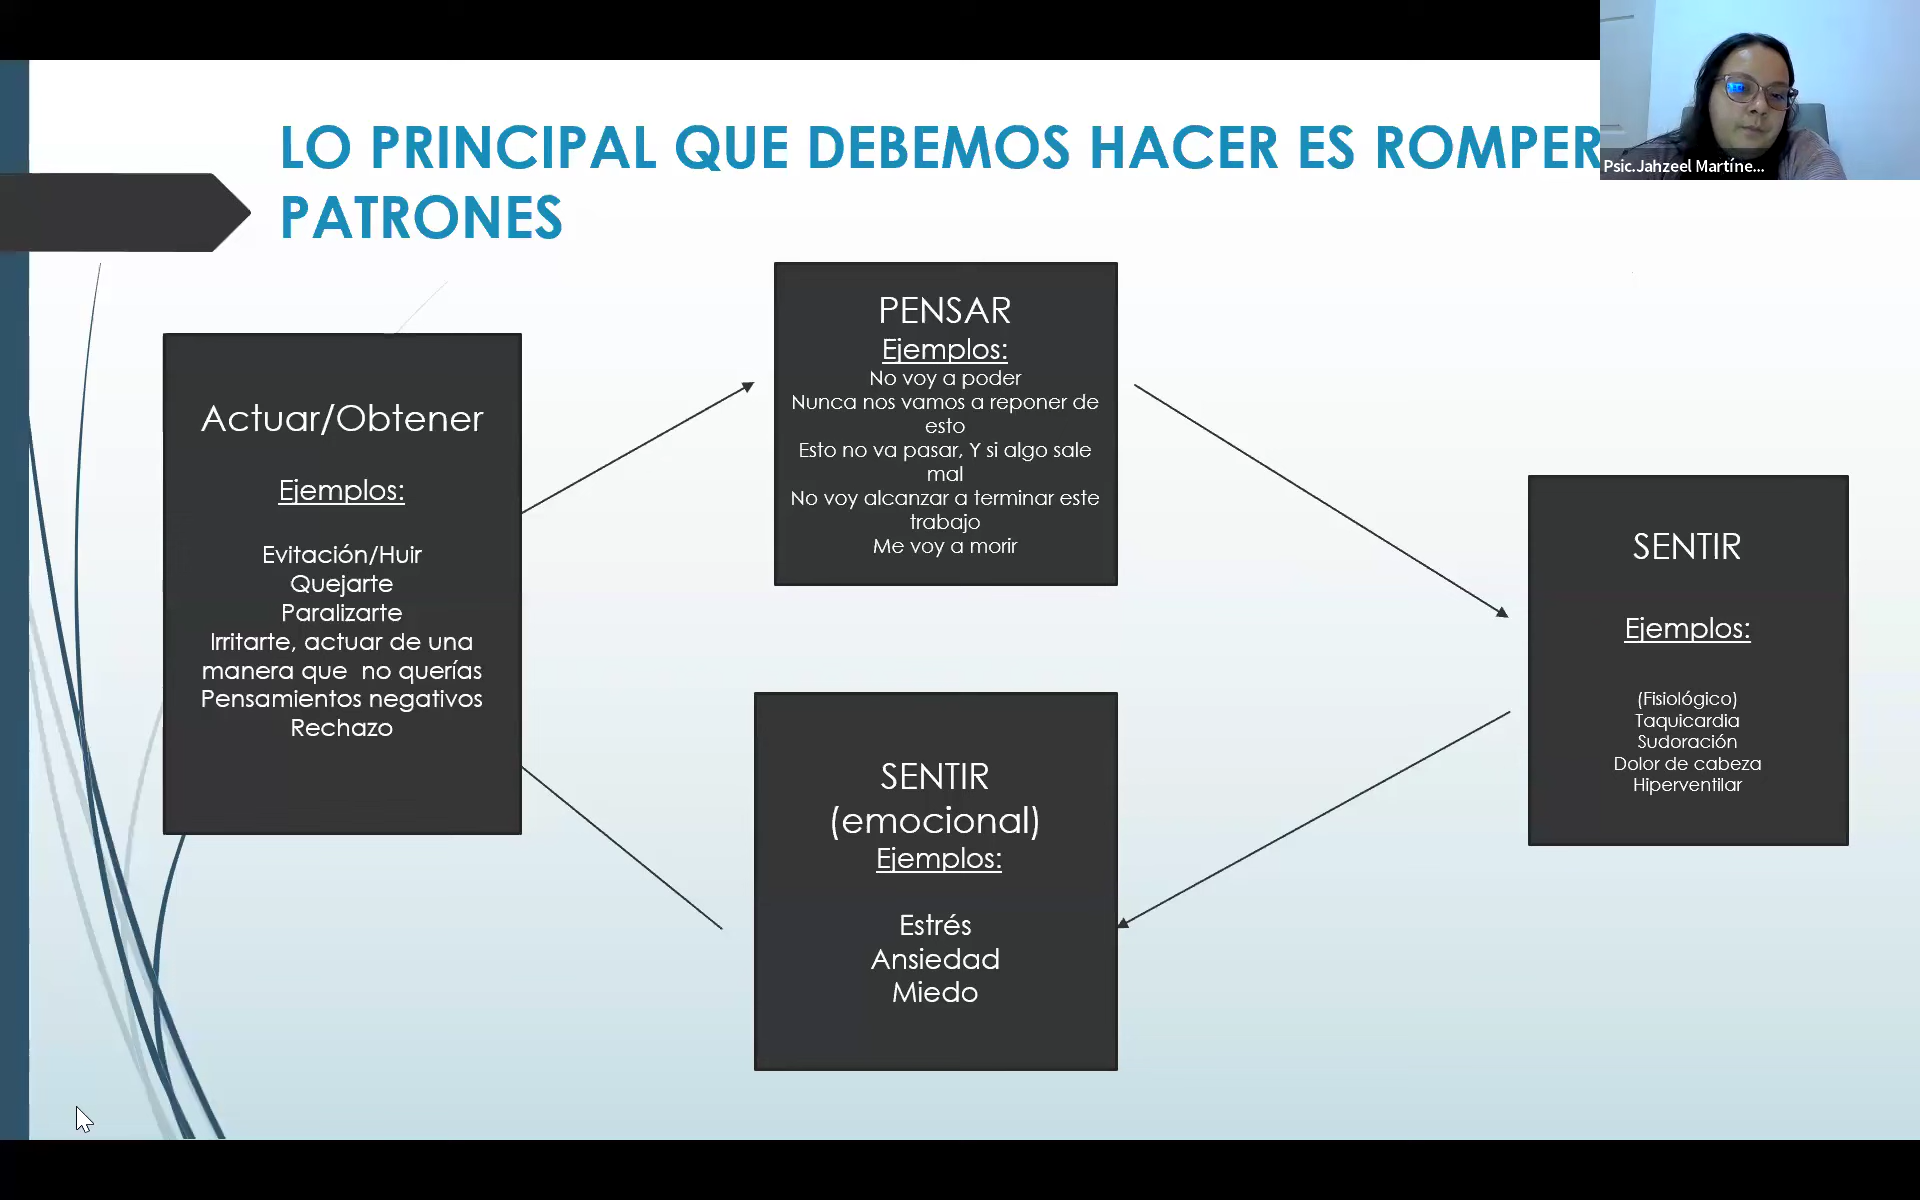 LO PRINCIPAL QUE DEBEMOS HACER ES ROMPER
PATRONES
Psic.Jahzeel Martíne...
Actuar/Obtener
Ejemplos:
Evitación/Huir
Quejarte
Paralizarte
Irritarte, actuar de una
manera que  no querías
Pensamientos negativos
Rechazo
PENSAR
Ejemplos:
No voy a poder
Nunca nos vamos a reponer de
esto
Esto no va pasar, Y si algo sale
mal
No voy alcanzar a terminar este
trabajo
Me voy a morir
SENTIR
Ejemplos:
(Fisiológico)
Taquicardia
Sudoración
Dolor de cabeza
Hiperventilar
SENTIR
(emocional)
Ejemplos:
Estrés
Ansiedad
Miedo